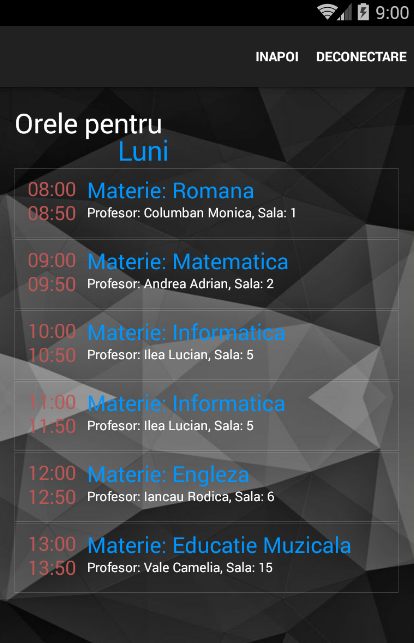 9:00
INAPOI DECONECTARE
Orele pentru
Luni
08:00 Materie: Romana
08:50 Profesor: Columban Monica, Sala: 1
09:00 Materie: Matematica
09:50 Profesor: Andrea Adrian, Sala: 2
10:00 Materie: Informatica
10:50 Profesor: Ilea Lucian, Sala: 5
11:00 Materie: Informatica
11:50 Profesor: Ilea Lucian, Sala: 5
12:00 Materie: Engleza
12:50 Profesor: Iancau Rodica, Sala: 6
13:00 Materie: Educatie Muzicala
13:50 Profesor: Vale Camelia, Sala: 15